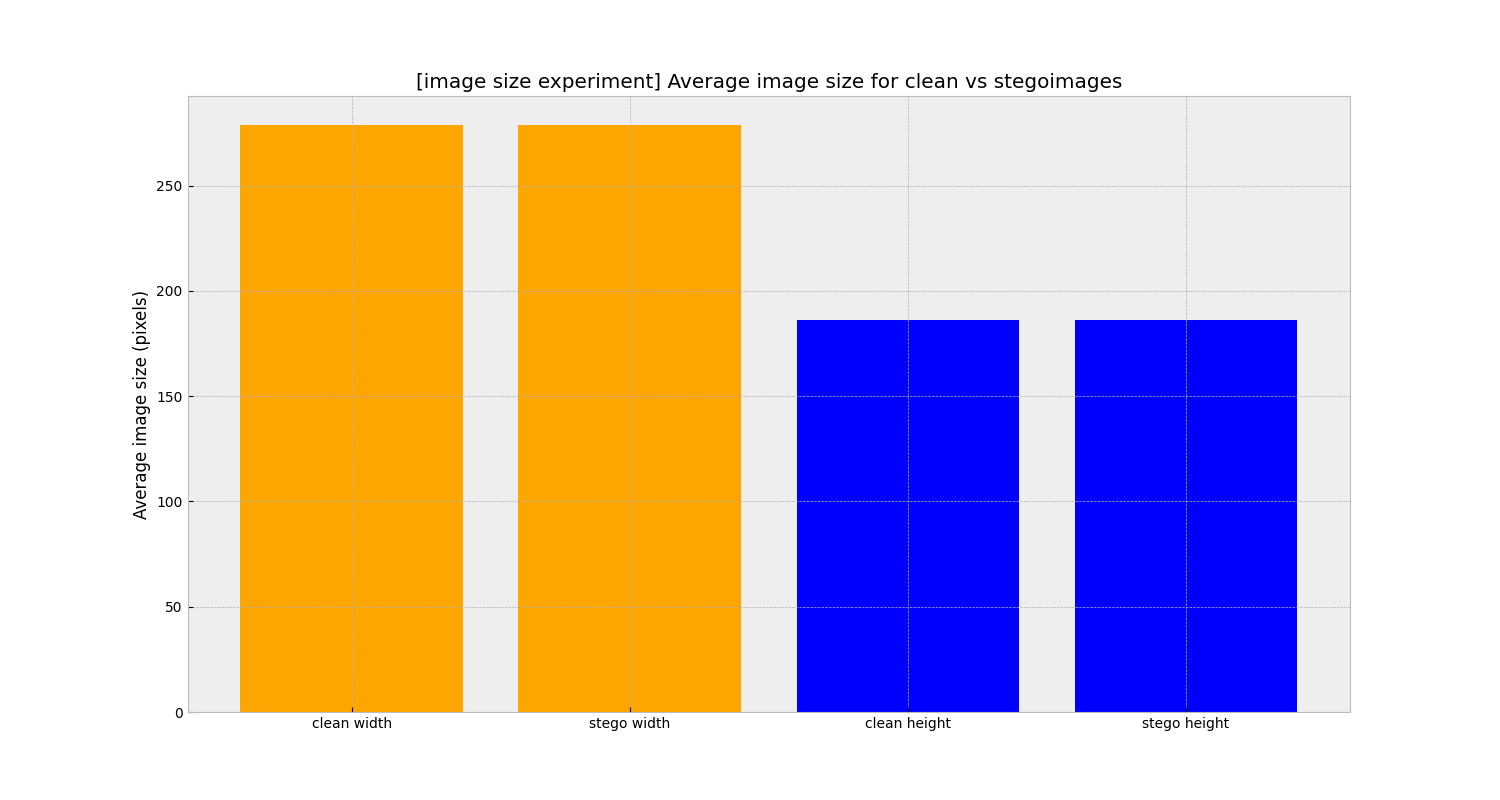 [image size experiment] Average image size for clean vs stegoimages
Average image size (pixels)
250
200
150
100
50
0
clean width
stego width
clean height
stego height